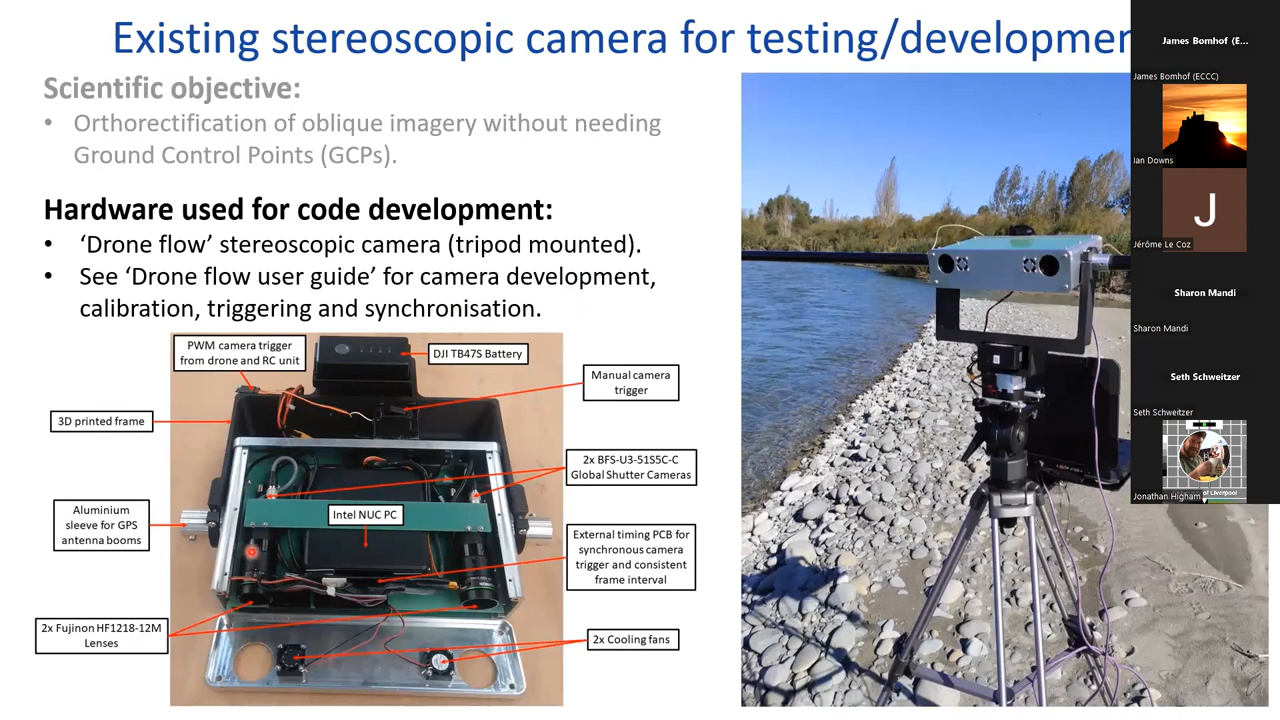 Existing stereoscopic camera for testing/developmen
Scientific objective:
• Orthorectification of oblique imagery without needing
Ground Control Points (GCPs).
Hardware used for code development:
• ‘Drone flow’ stereoscopic camera (tripod mounted).
• See ‘Drone flow user guide’ for camera development,
calibration, triggering and synchronisation.
PWM camera trigger
from drone and RC unit
DJI TB47S Battery
Manual camera
trigger
3D printed frame
2x BFS-U3-51S5C-C
Global Shutter Cameras
Aluminium
sleeve for GPS
antenna booms
Intel NUC PC
External timing PCB for
synchronous camera
trigger and consistent
frame interval
2x Fujinon HF1218-12M
Lenses
2x Cooling fans
James Bomhof (E...
James Bomhof (ECCC)
Ian Downs
J
Jérôme Le Coz
Sharon Mandi
Sharon Mandi
Seth Schweitzer
Seth Schweitzer
of Liverpool
Jonathan Higham